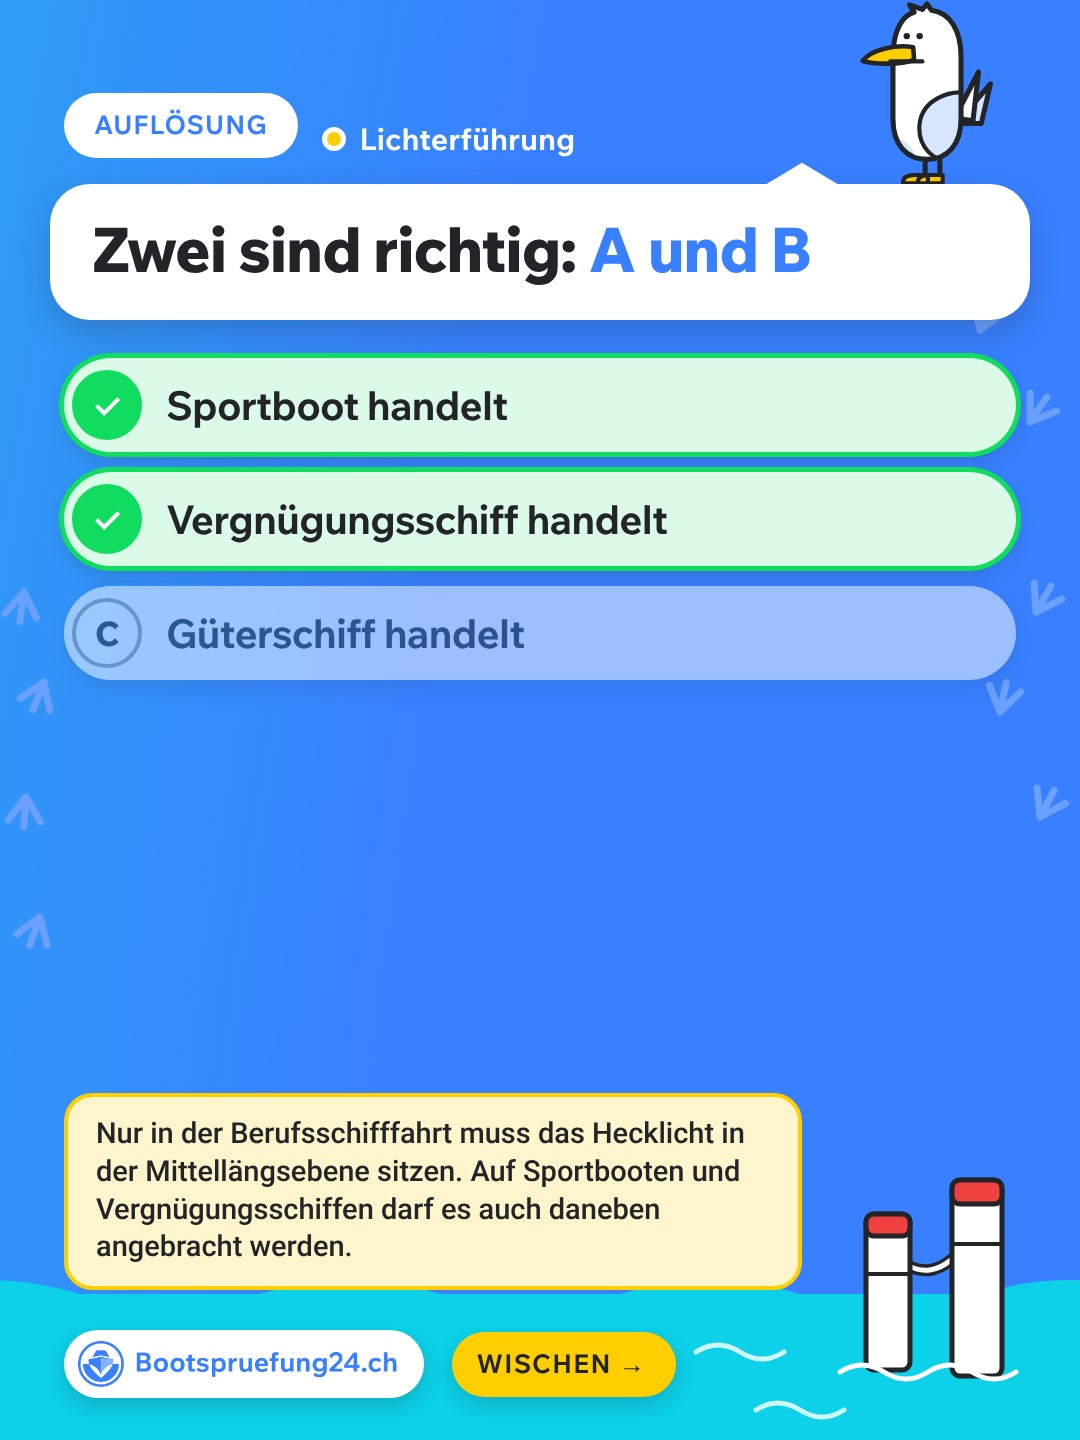 AUFLÖSUNG
Lichterführung
Zwei sind richtig: A und B
Sportboot handelt
Vergnügungsschiff handelt
C Güterschiff handelt
Nur in der Berufsschifffahrt muss das Hecklicht in
der Mittellängsebene sitzen. Auf Sportbooten und
Vergnügungsschiffen darf es auch daneben
angebracht werden.
Bootspruefung24.ch
WISCHEN →